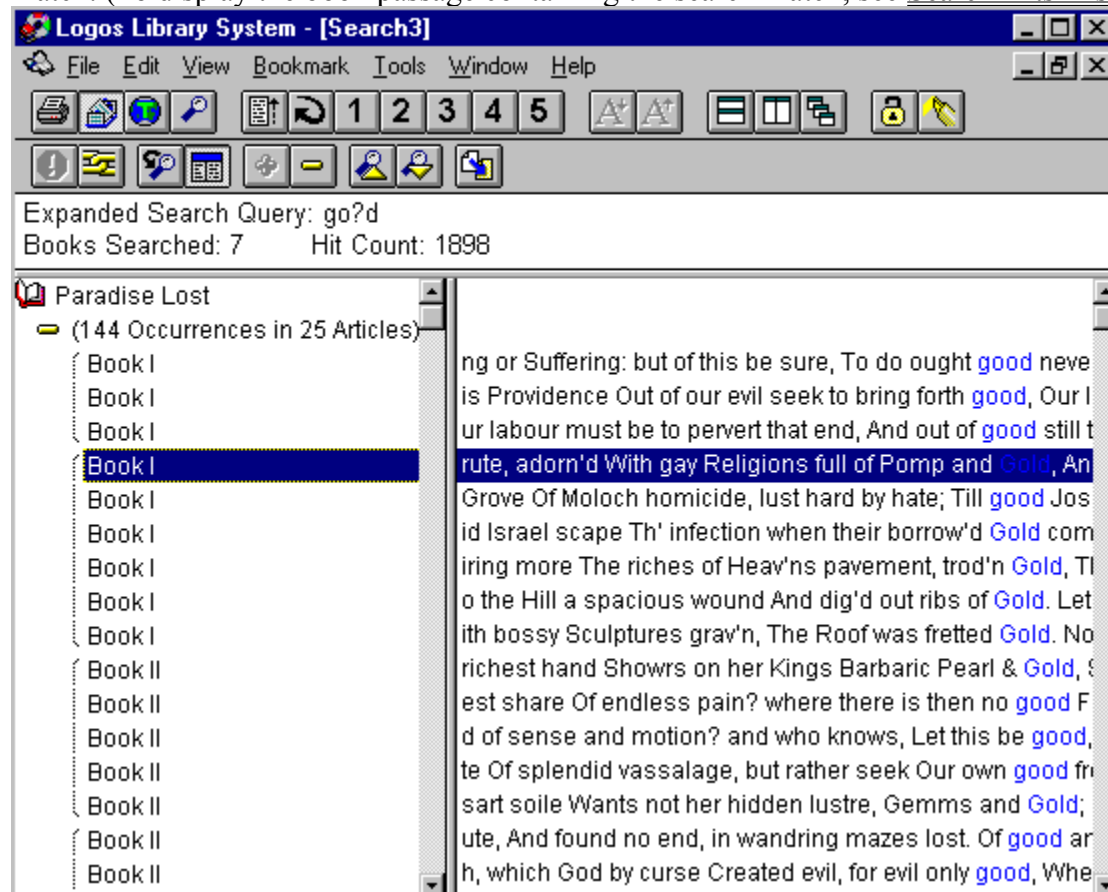 (To display the book passage containing the search match, see
Logos Library System - [Search3]
File Edit View Bookmark Tools Window Help
1 2 3 4 5
Expanded Search Query: go?d
Books Searched: 7 Hit Count: 1898
Paradise Lost
(144 Occurrences in 25 Articles)
Book I ng or Suffering: but of this be sure, To do ought good neve
Book I is Providence Out of our evil seek to bring forth good, Our l
Book I ur labour must be to pervert that end, And out of good still t
Book I rute, adorn'd With gay Religions full of Pomp and Gold, An
Book I Grove Of Moloch homicide, lust hard by hate; Till good Jos
Book I id Israel scape Th' infection when their borrow'd Gold com
Book I iring more The riches of Heav'ns pavement, trod'n Gold, Tl
Book I o the Hill a spacious wound And dig'd out ribs of Gold. Let
Book I ith bossy Sculptures grav'n, The Roof was fretted Gold. No
Book II richest hand Showrs on her Kings Barbaric Pearl & Gold,
Book II est share Of endless pain? where there is then no good F
Book II d of sense and motion? and who knows, Let this be good,
Book II te Of splendid vassalage, but rather seek Our own good fr
Book II sart soile Wants not her hidden lustre, Gemms and Gold;
Book II ute, And found no end, in wandring mazes lost. Of good ar
Book II h, which God by curse Created evil, for evil only good, Whe